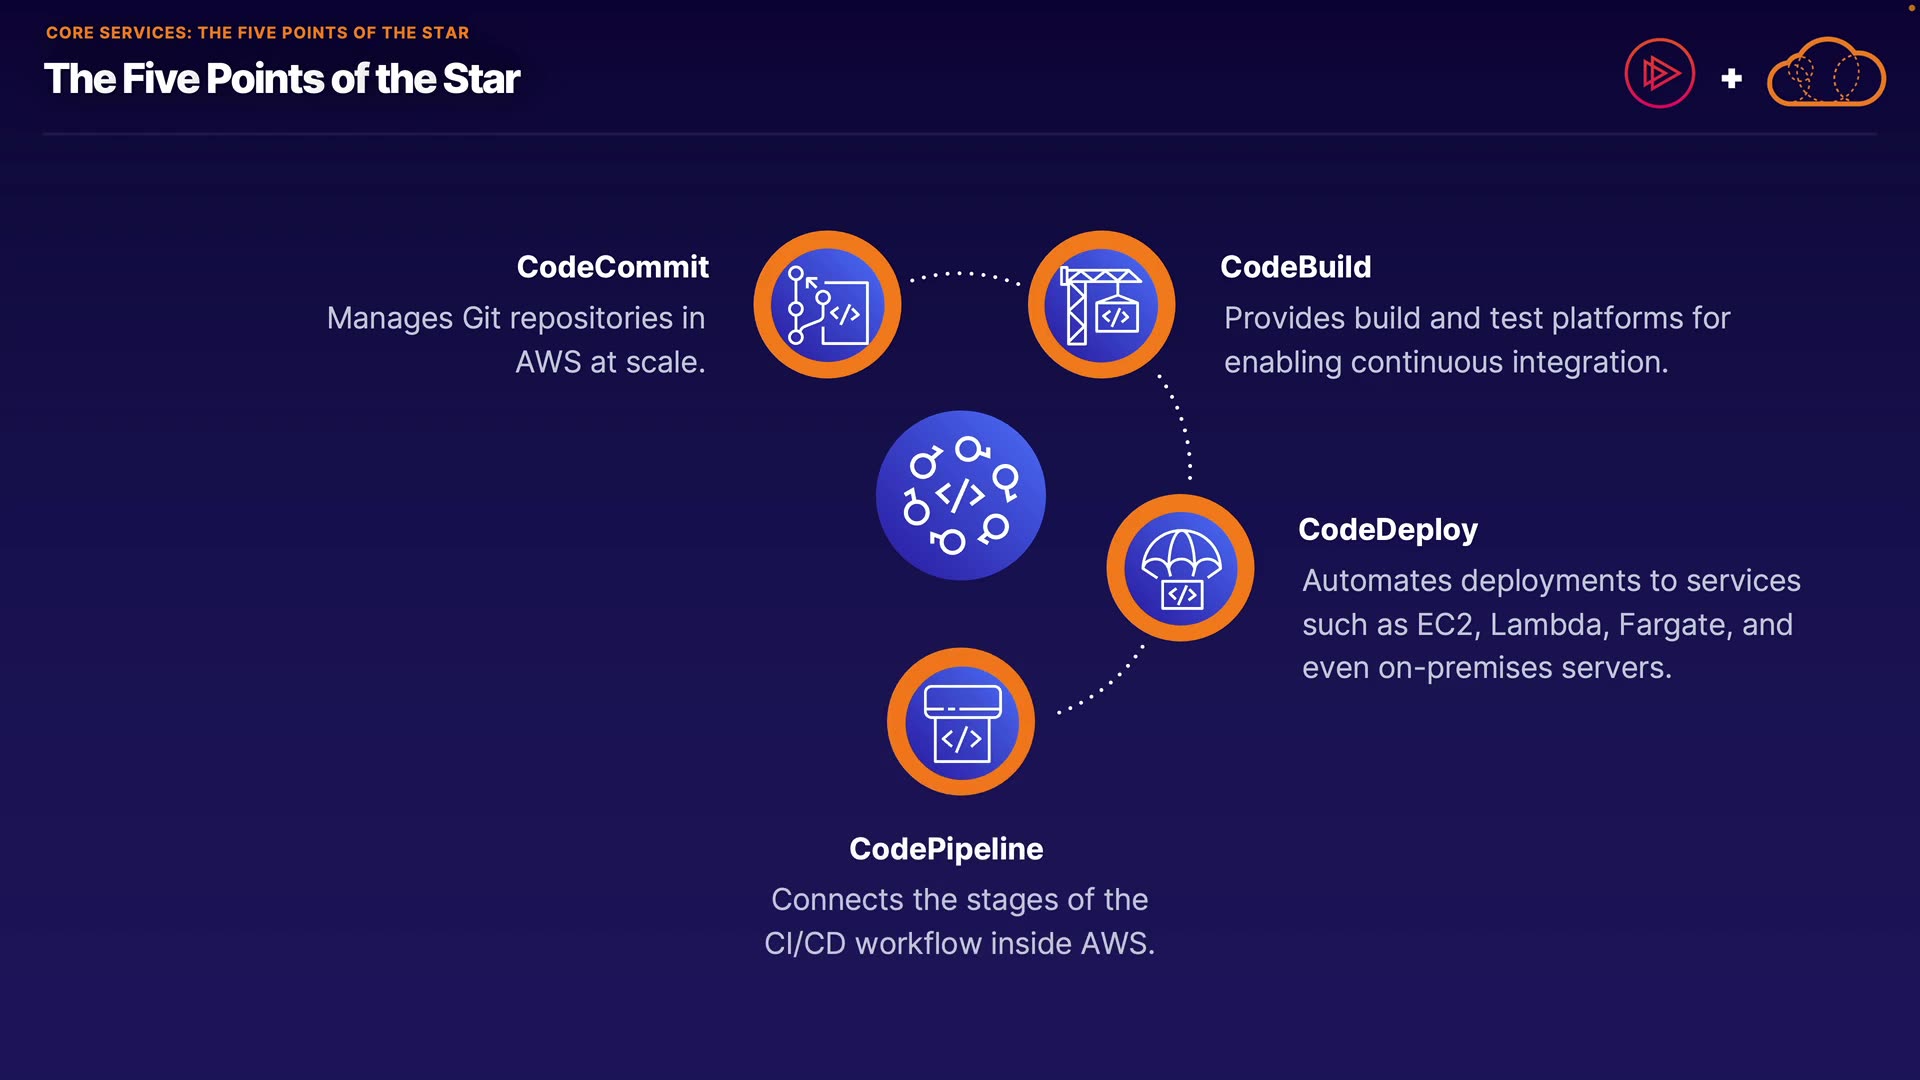 CORE SERVICES: THE FIVE POINTS OF THE STAR
The Five Points of the Star
CodeCommit
Manages Git repositories in
AWS at scale.
</>
CodeBuild
Provides build and test platforms for
enabling continuous integration.
</>
</>
CodeDeploy
Automates deployments to services
such as EC2, Lambda, Fargate, and
even on-premises servers.
</>
</>
CodePipeline
Connects the stages of the
CI/CD workflow inside AWS.